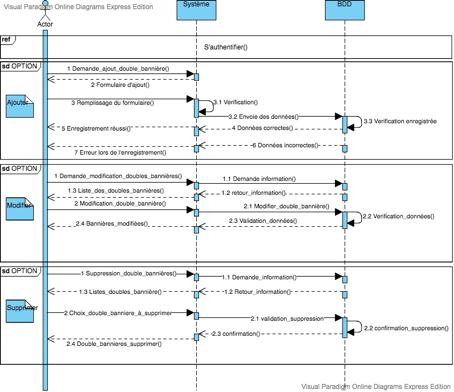 Visual Paradigm Online Diagrams Express Edition
Système
BDD
Actor
ref
S'authentifier()
sd OPTION
1 Demande_ajout_double_bannière()
2 Formulaire d'ajout()
Ajouter
3 Remplissage du formulaire()
3.1 Verification()
3.2 Envoie des données()
3.3 Verification enregistrée
4 Données correctes()
5 Enregistrement réussi()
6 Données incorrectes()
7 Erreur lors de l'enregistrement()
sd OPTION
1 Demande_modification_double_bannières()
1.1 Demande information()
1.3 Liste_des_doubles_bannières()
1.2 retour_information()
Modifier
2 Modification_double_bannière()
2.1 Modifier_double_bannière()
2.2 Verification_données()
2.3 Validation_données()
2.4 Bannières_modifiées()
sd OPTION
1 Suppression_double_bannières()
1.1 Demande_information()
1.3 Listes_doubles_bannières()
1.2 Retour_information()
Supprimer
2 Choix_double_banniere_à_supprimer
2.1 validation_suppression
2.2 confirmation_suppression()
2.3 confirmation()
2.4 Double_bannieres_supprimer()
Visual Paradigm Online Diagrams Express Edition